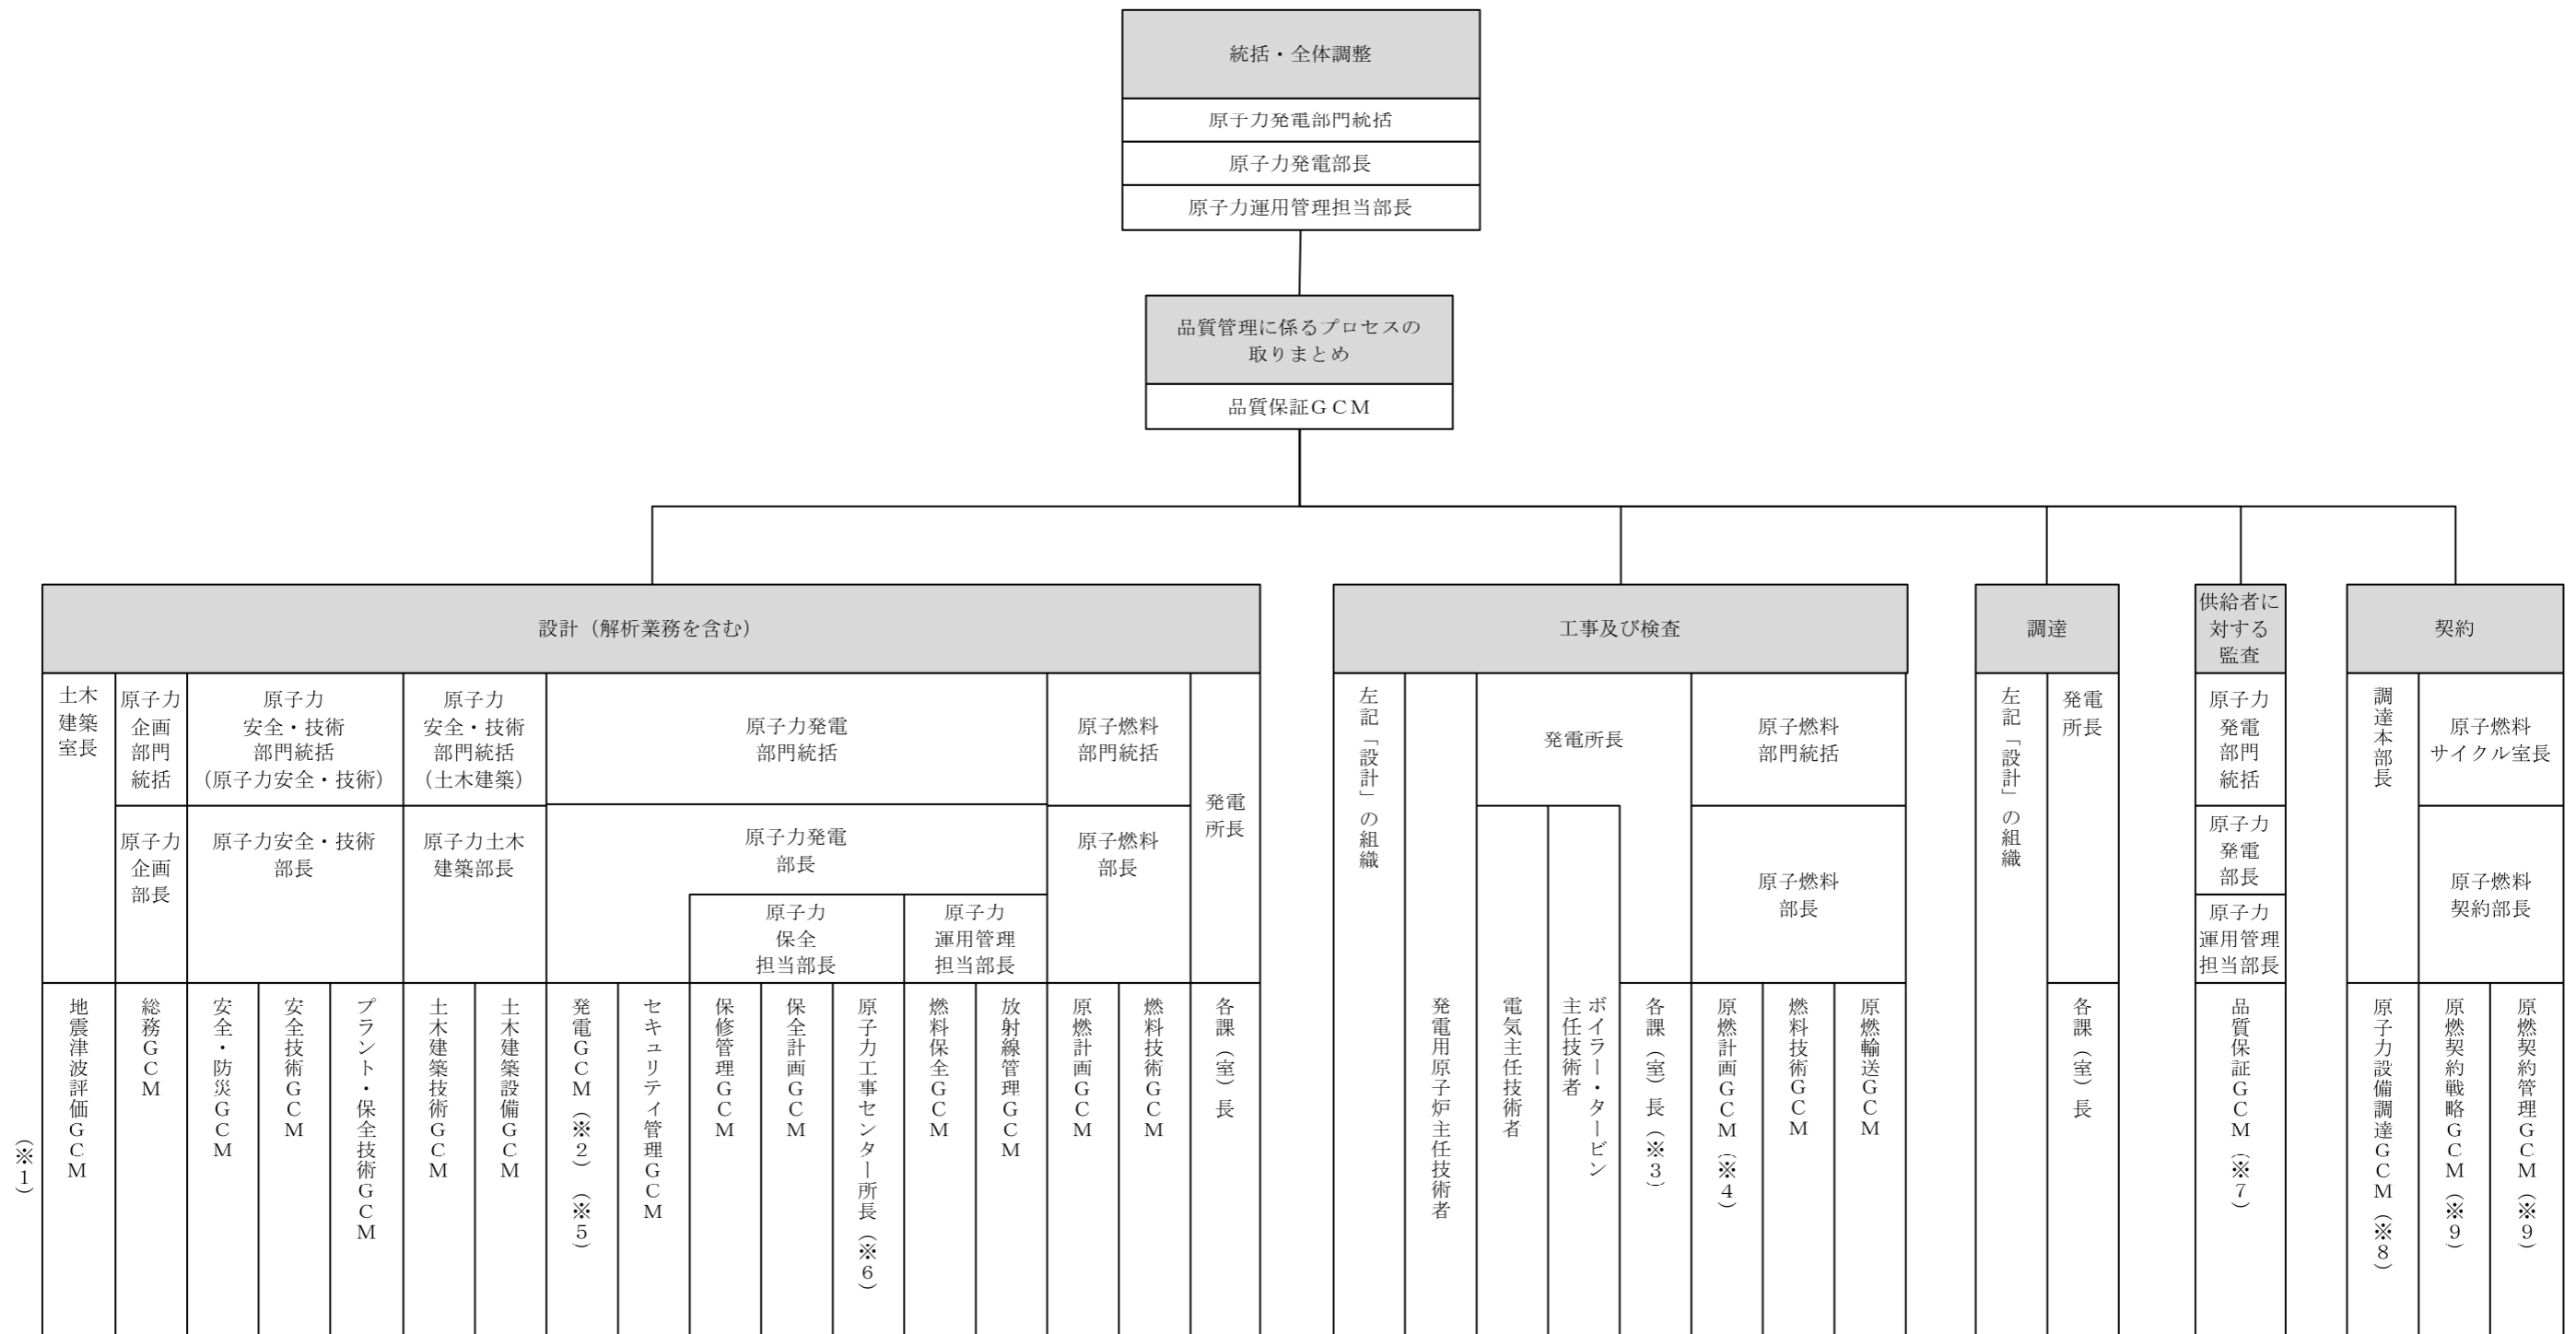 統括・全体調整
原子力発電部門統括
原子力発電部長
原子力運用管理担当部長
品質管理に係るプロセスの
取りまとめ
品質保証ＧＣＭ
設計（解析業務を含む）
土木
建築
室長
原子力
企画
部門
統括
原子力
安全・技術
部門統括
（原子力安全・技術）
原子力
安全・技術
部門統括
（土木建築）
原子力発電
部門統括
原子燃料
部門統括
発電
所長
原子力
企画
部長
原子力安全・技術
部長
原子力土木
建築部長
原子力発電
部長
原子燃料
部長
原子力
保全
担当部長
原子力
運用管理
担当部長
（※１）
地震津波評価ＧＣＭ
総務ＧＣＭ
安全・防災ＧＣＭ
安全技術ＧＣＭ
プラント・保全技術ＧＣＭ
土木建築技術ＧＣＭ
土木建築設備ＧＣＭ
発電ＧＣＭ（※２）（※５）
セキュリティ管理ＧＣＭ
保修管理ＧＣＭ
保全計画ＧＣＭ
原子力工事センター所長（※６）
燃料保全ＧＣＭ
放射線管理ＧＣＭ
原燃計画ＧＣＭ
燃料技術ＧＣＭ
各課（室）長
工事及び検査
左記「設計」の組織
発電所長
原子燃料
部門統括
原子燃料
部長
発電用原子炉主任技術者
電気主任技術者
ボイラー・タービン
主任技術者
各課（室）長（※３）
原燃計画ＧＣＭ（※４）
燃料技術ＧＣＭ
原燃輸送ＧＣＭ
調達
左記「設計」の組織
発電
所長
各課（室）長
供給者に
対する
監査
原子力
発電
部門
統括
原子力
発電
部長
原子力
運用管理
担当部長
品質保証ＧＣＭ（※７）
契約
調達本部長
原子燃料
サイクル室長
原子燃料
契約部長
原子力設備調達ＧＣＭ（※８）
原燃契約戦略ＧＣＭ（※９）
原燃契約管理ＧＣＭ（※９）